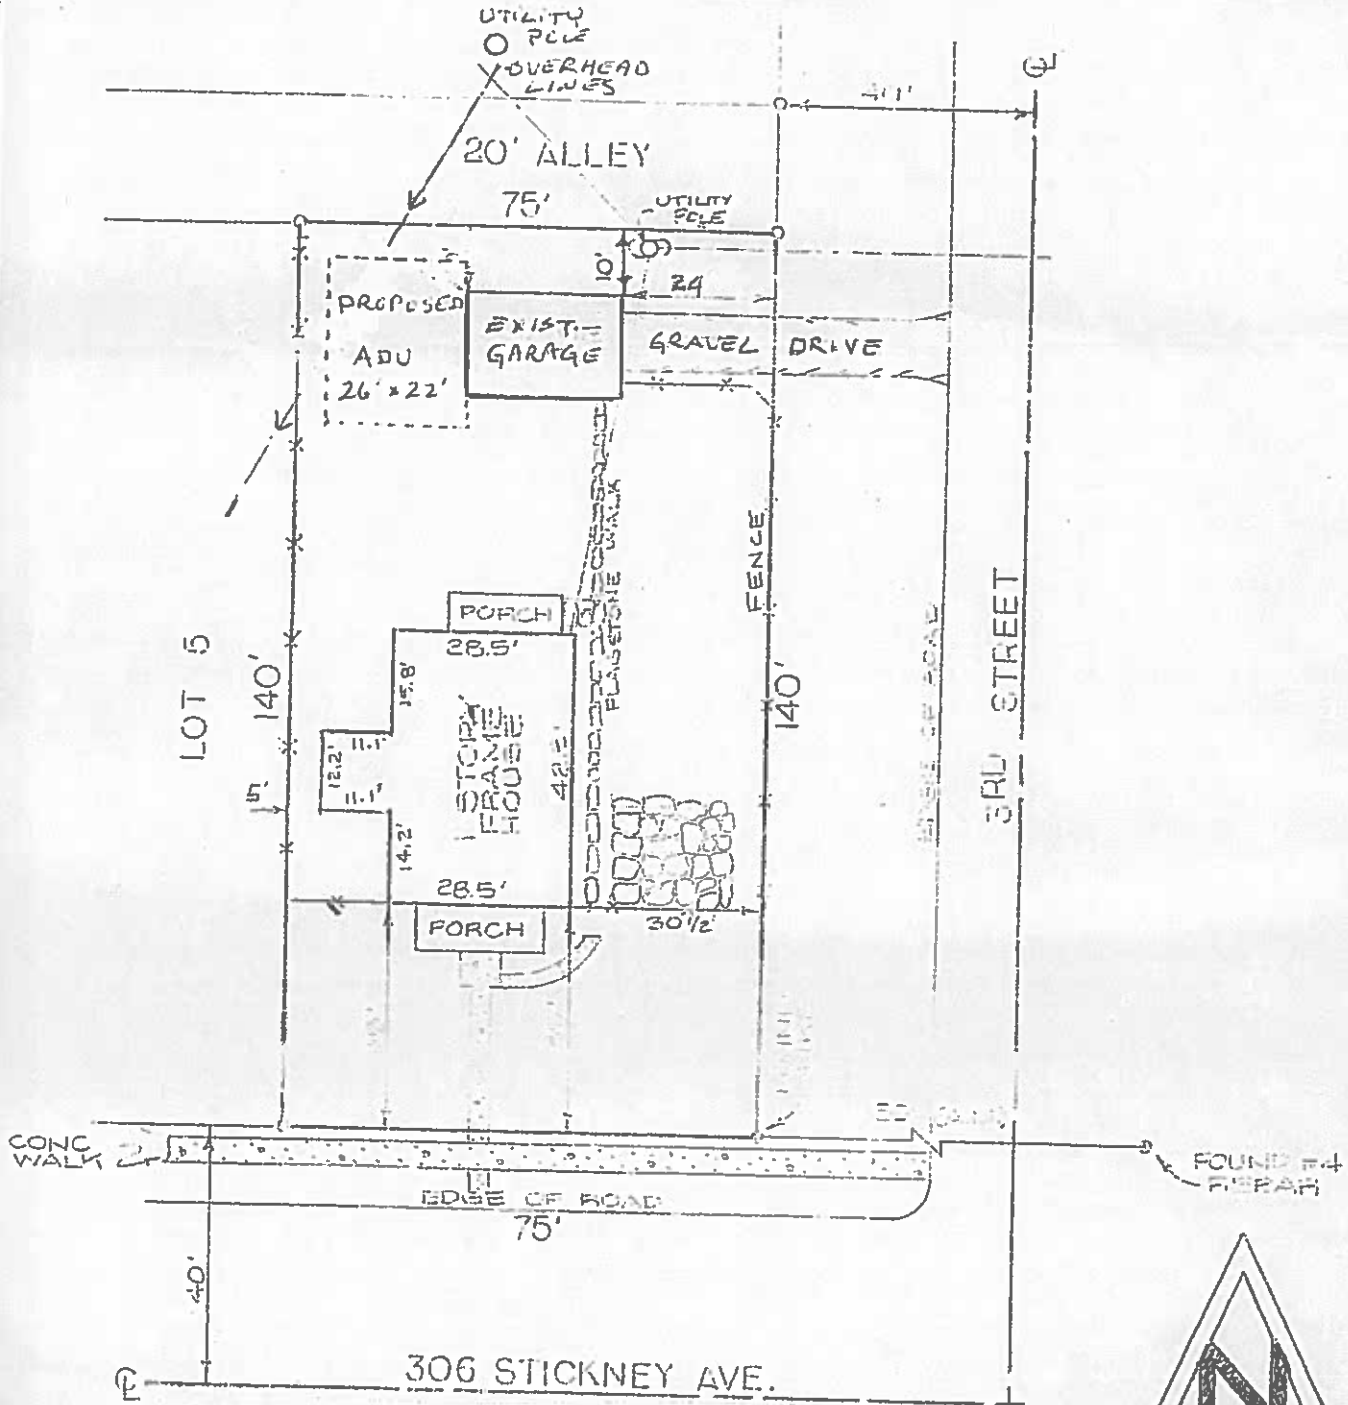 UTILITY
POLE
OVERHEAD
LINES
40'
20' ALLEY
75'
UTILITY
POLE
10'
24
PROPOSED
ADU
26' x 22'
EXIST.
GARAGE
GRAVEL DRIVE
FENCE
FLAGSTONE WALK
LOT 5
140'
PORCH
28.5'
15.8'
11.1'
12.2'
11.1'
14.2'
5'
STORY
FRAME
HOUSE
28.5'
PORCH
30 1/2'
140'
3RD STREET
CONC
WALK
EDGE OF ROAD
75'
FOUND #4
REBAR
40'
306 STICKNEY AVE.
N